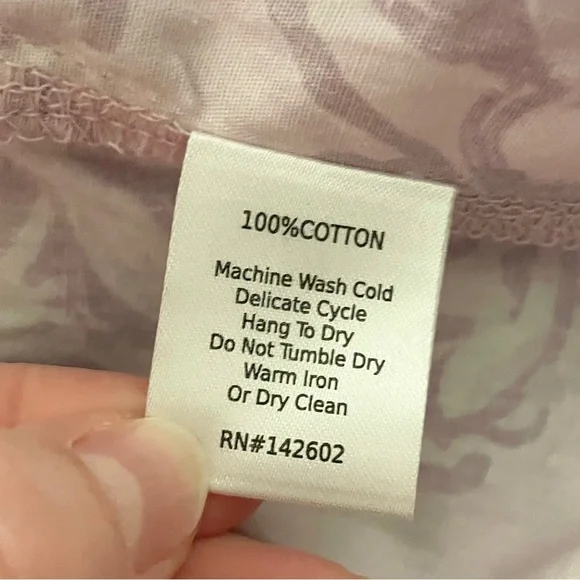 100%COTTON
Machine Wash Cold
Delicate Cycle
Hang To Dry
Do Not Tumble Dry
Warm Iron
Or Dry Clean
RN#142602